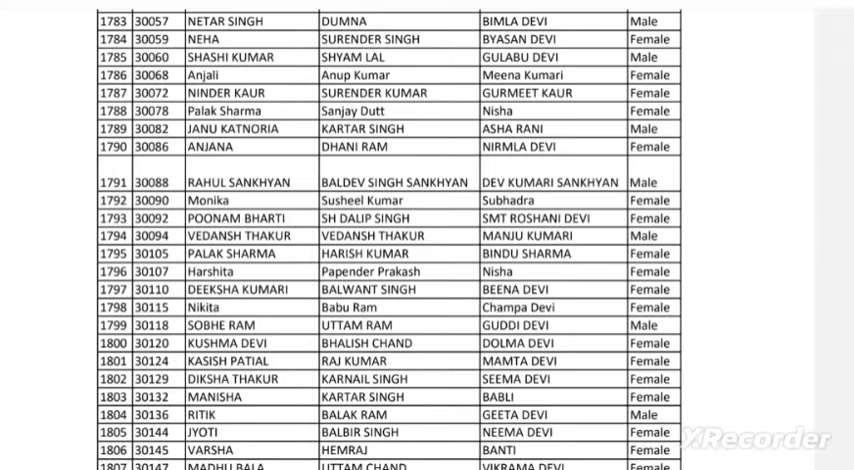 1783 30057 NETAR SINGH DUMNA BIMLA DEVI Male
1784 30059 NEHA SURENDER SINGH BYASAN DEVI Female
1785 30060 SHASHI KUMAR SHYAM LAL GULABU DEVI Male
1786 30068 Anjali Anup Kumar Meena Kumari Female
1787 30072 NINDER KAUR SURENDER KUMAR GURMEET KAUR Female
1788 30078 Palak Sharma Sanjay Dutt Nisha Female
1789 30082 JANU KATNORIA KARTAR SINGH ASHA RANI Male
1790 30086 ANJANA DHANI RAM NIRMLA DEVI Female
1791 30088 RAHUL SANKHYAN BALDEV SINGH SANKHYAN DEV KUMARI SANKHYAN Male
1792 30090 Monika Susheel Kumar Subhadra Female
1793 30092 POONAM BHARTI SH DALIP SINGH SMT ROSHANI DEVI Female
1794 30094 VEDANSH THAKUR VEDANSH THAKUR MANJU KUMARI Male
1795 30105 PALAK SHARMA HARISH KUMAR BINDU SHARMA Female
1796 30107 Harshita Papender Prakash Nisha Female
1797 30110 DEEKSHA KUMARI BALWANT SINGH BEENA DEVI Female
1798 30115 Nikita Babu Ram Champa Devi Female
1799 30118 SOBHE RAM UTTAM RAM GUDDI DEVI Male
1800 30120 KUSHMA DEVI BHALISH CHAND DOLMA DEVI Female
1801 30124 KASISH PATIAL RAJ KUMAR MAMTA DEVI Female
1802 30129 DIKSHA THAKUR KARNAIL SINGH SEEMA DEVI Female
1803 30132 MANISHA KARTAR SINGH BABLI Female
1804 30136 RITIK BALAK RAM GEETA DEVI Male
1805 30144 JYOTI BALBIR SINGH NEEMA DEVI Female
XRecorder
1806 30145 VARSHA HEMRAJ BANTI Female
1807 30147 MADHU BALA UTTAM CHAND VIKRAMA DEVI Female